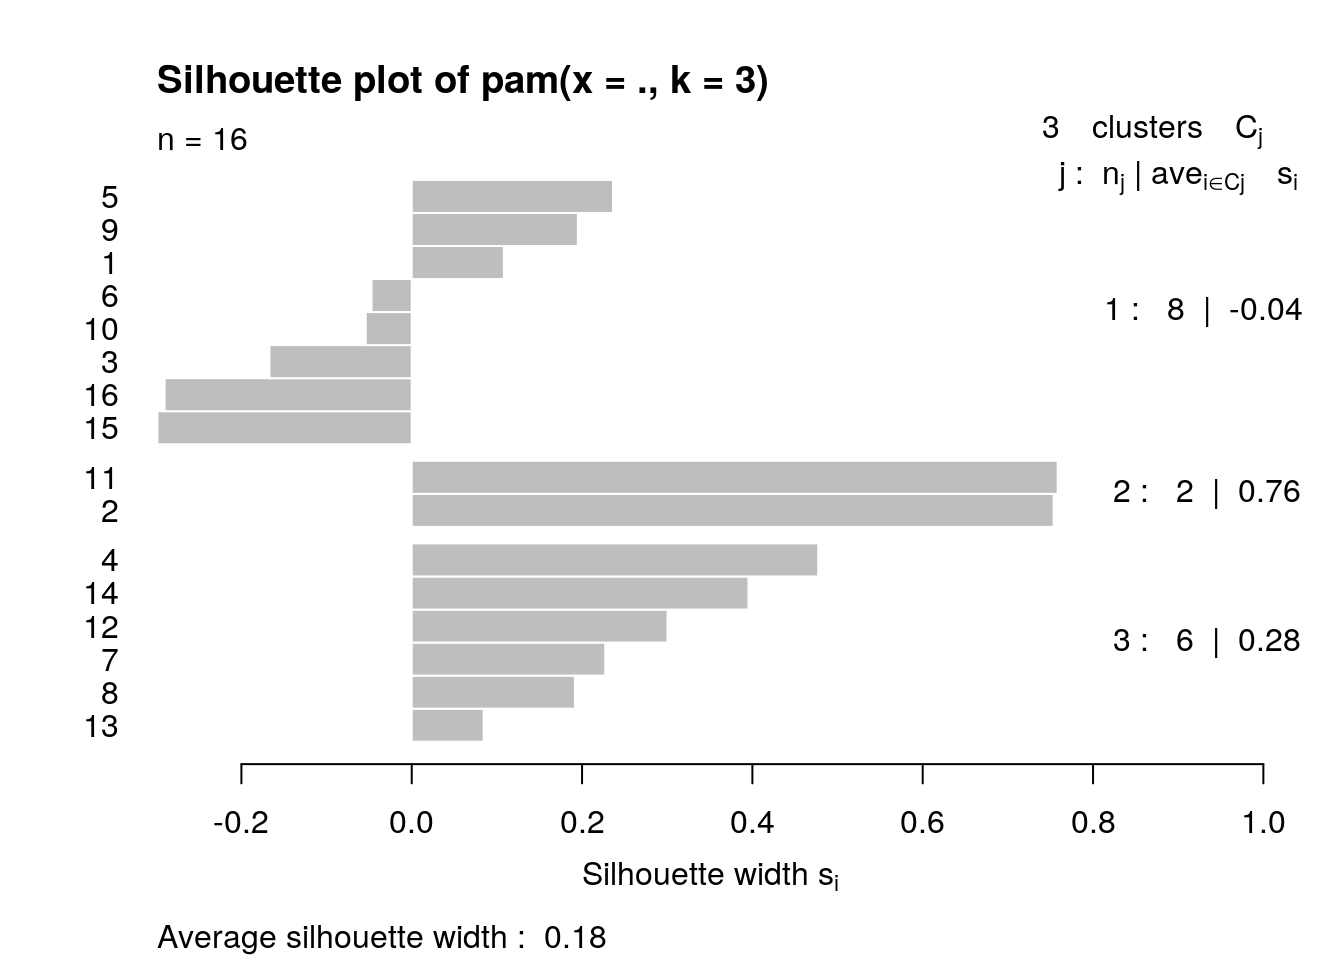 Silhouette plot of pam(x = ., k = 3)
n = 16
3 clusters Cj
j : nj | avei∈Cj si
5
9
1
6
10
3
16
15
1 : 8 | -0.04
11
2
2 : 2 | 0.76
4
14
12
7
8
13
3 : 6 | 0.28
-0.2 0.0 0.2 0.4 0.6 0.8 1.0
Silhouette width si
Average silhouette width : 0.18